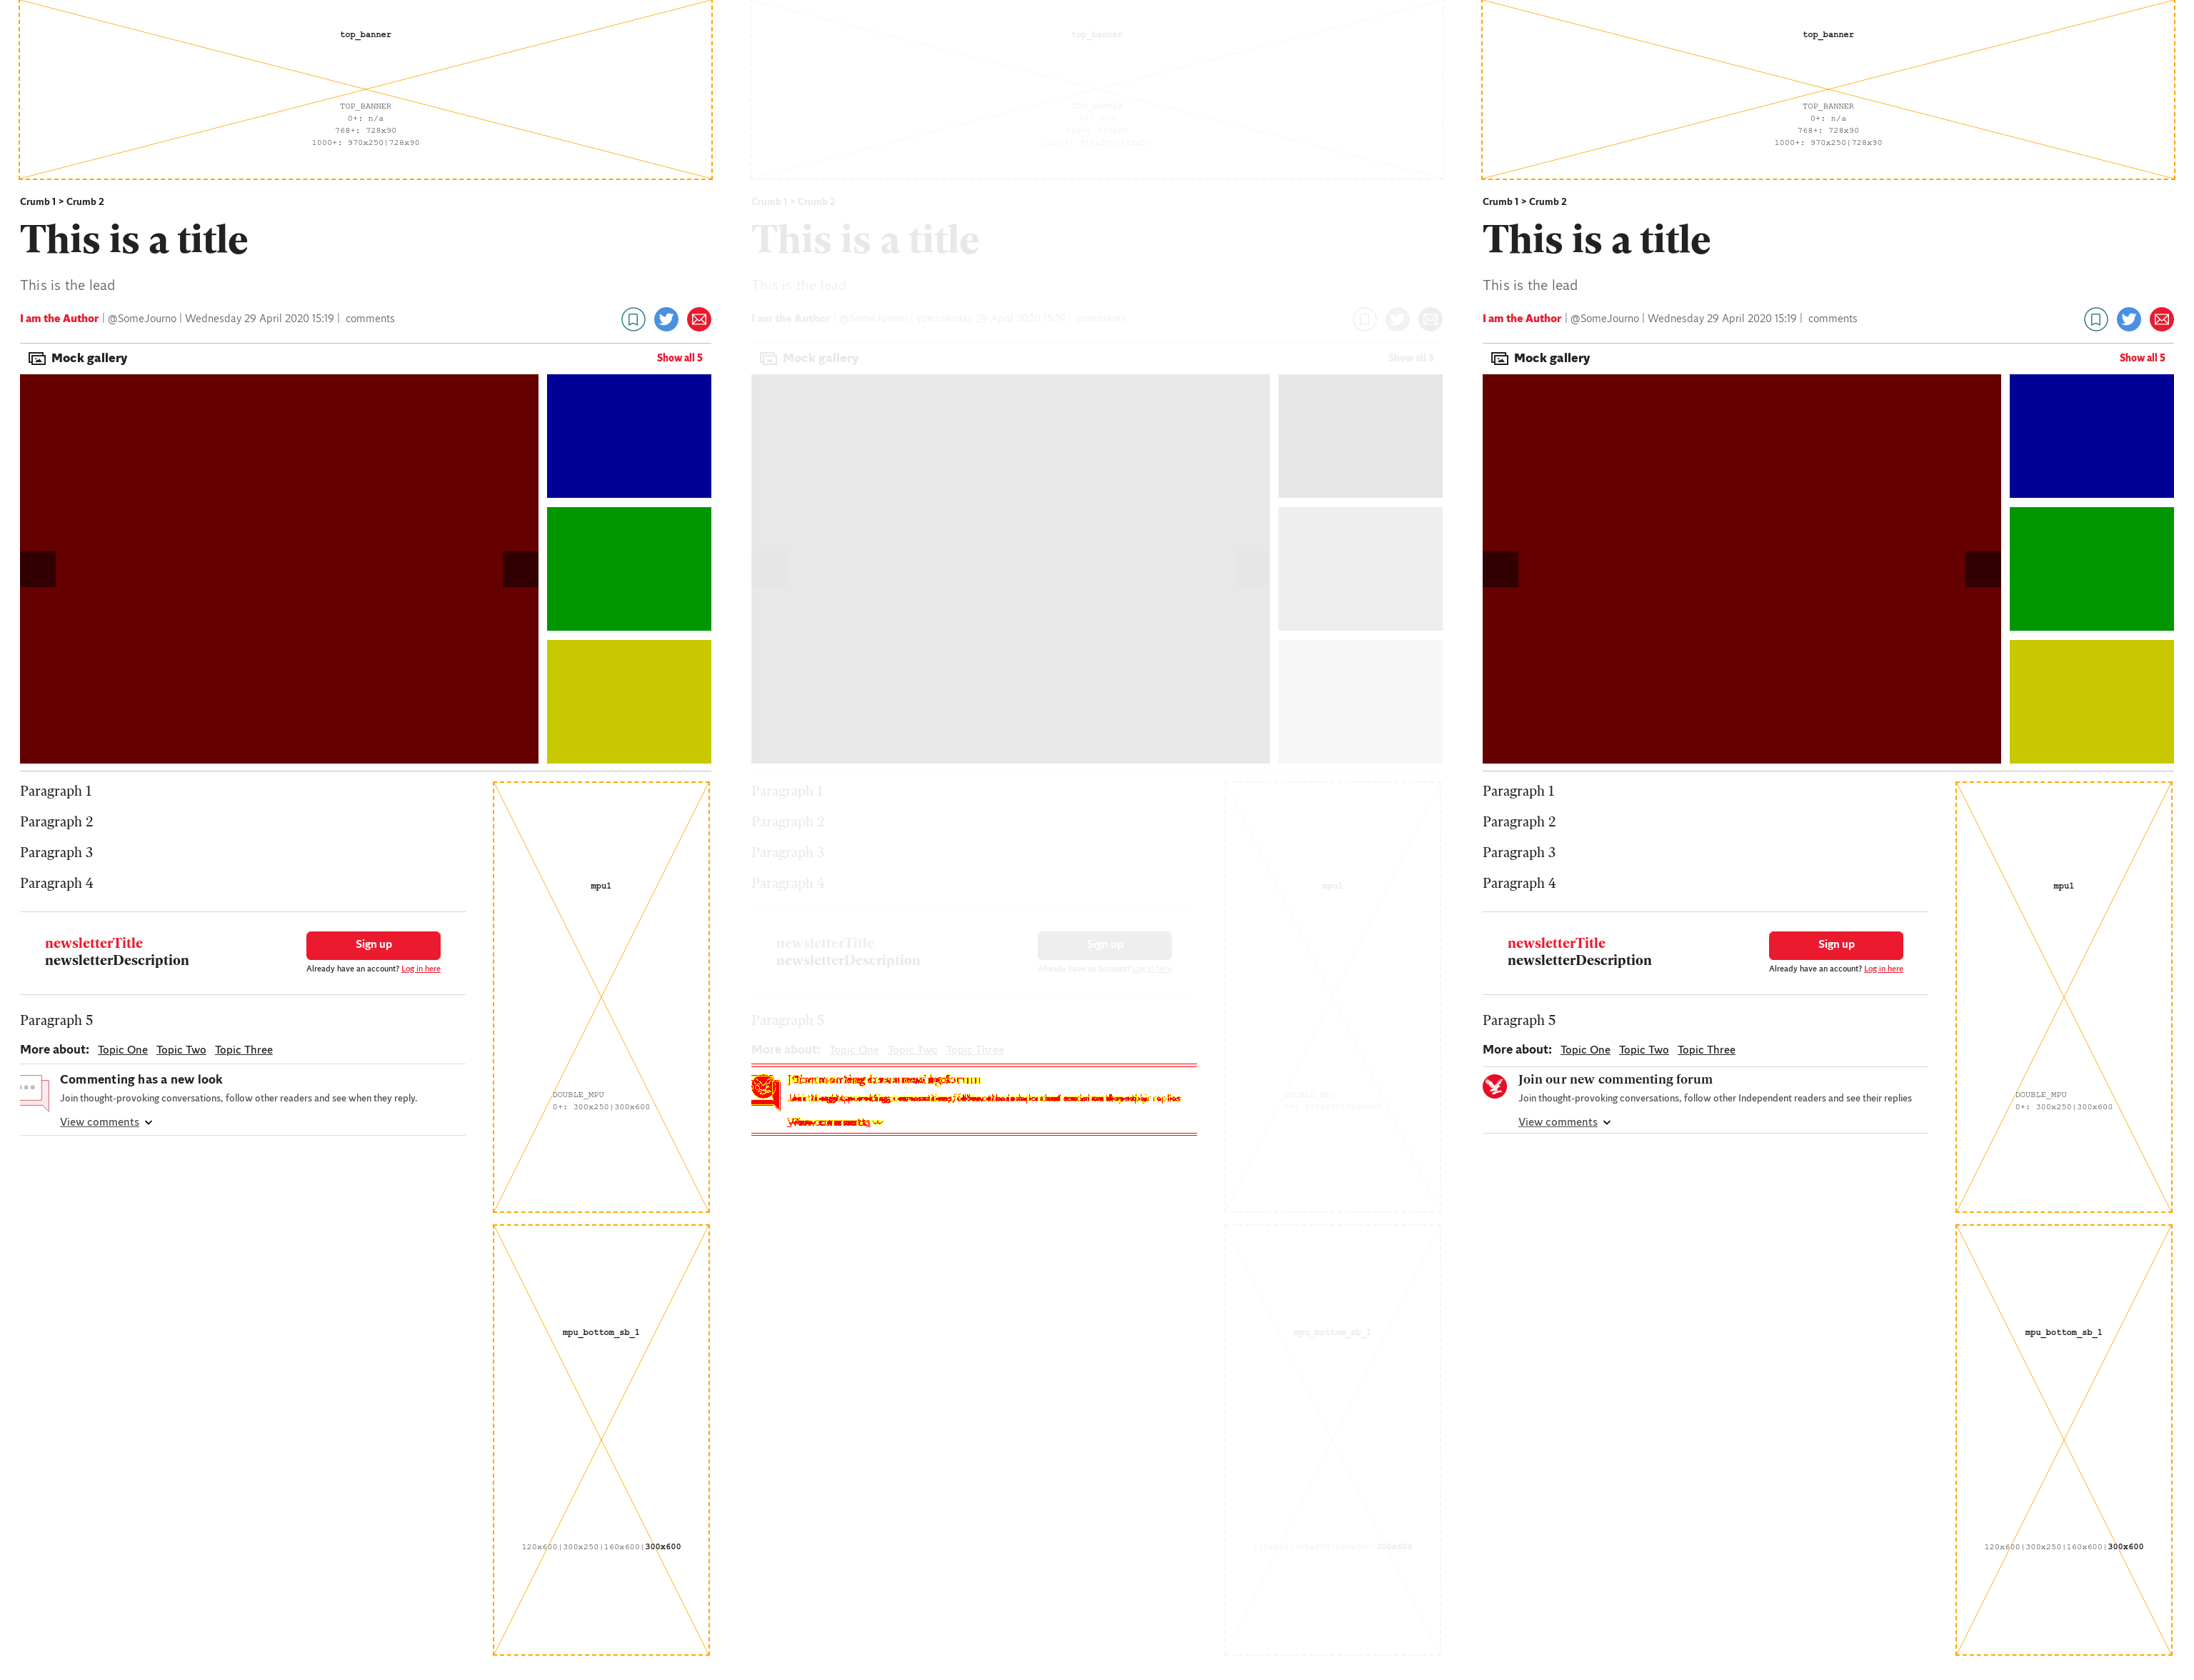 top_banner
TOP_BANNER
0+: n/a
768+: 728x90
1000+: 970x250|728x90
Crumb 1 > Crumb 2
This is a title
This is the lead
I am the Author | @SomeJourno | Wednesday 29 April 2020 15:19 | comments
Mock gallery
Show all 5
Paragraph 1
Paragraph 2
Paragraph 3
Paragraph 4
mpu1
newsletterTitle
newsletterDescription
Sign up
Already have an account? Log in here
Paragraph 5
More about: Topic One Topic Two Topic Three
Commenting has a new look
Join thought-provoking conversations, follow other readers and see when they reply.
View comments
DOUBLE_MPU
0+: 300x250|300x600
mpu_bottom_sb_1
120x600|300x250|160x600|300x600
top_banner
TOP_BANNER
0+: n/a
768+: 728x90
1000+: 970x250|728x90
Crumb 1 > Crumb 2
This is a title
This is the lead
I am the Author | @SomeJourno | Wednesday 29 April 2020 15:19 | comments
Mock gallery
Show all 5
Paragraph 1
Paragraph 2
Paragraph 3
Paragraph 4
mpu1
newsletterTitle
newsletterDescription
Sign up
Already have an account? Log in here
Paragraph 5
More about: Topic One Topic Two Topic Three
DOUBLE_MPU
0+: 300x250|300x600
mpu_bottom_sb_1
120x600|300x250|160x600|300x600
top_banner
TOP_BANNER
0+: n/a
768+: 728x90
1000+: 970x250|728x90
Crumb 1 > Crumb 2
This is a title
This is the lead
I am the Author | @SomeJourno | Wednesday 29 April 2020 15:19 | comments
Mock gallery
Show all 5
Paragraph 1
Paragraph 2
Paragraph 3
Paragraph 4
mpu1
newsletterTitle
newsletterDescription
Sign up
Already have an account? Log in here
Paragraph 5
More about: Topic One Topic Two Topic Three
Join our new commenting forum
Join thought-provoking conversations, follow other Independent readers and see their replies
View comments
DOUBLE_MPU
0+: 300x250|300x600
mpu_bottom_sb_1
120x600|300x250|160x600|300x600